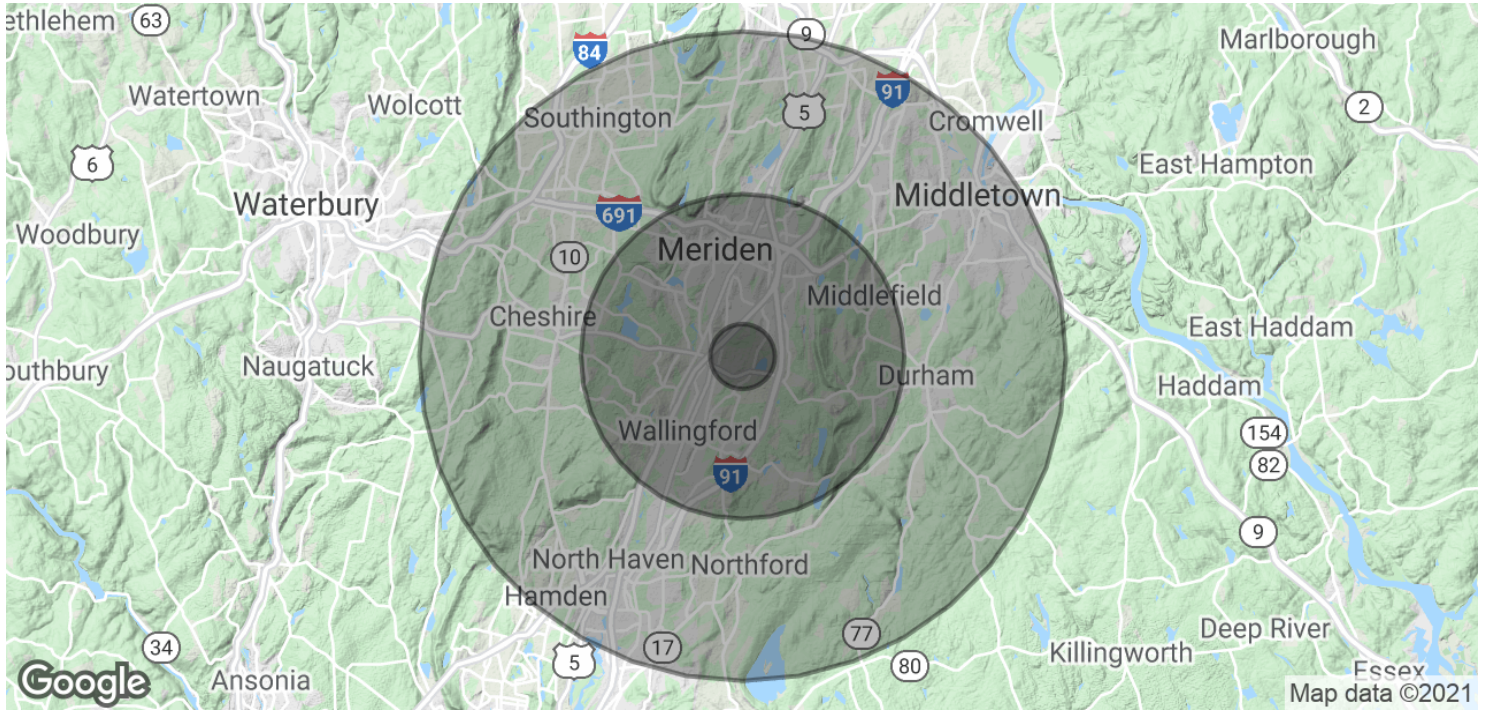 ethlehem
63
84
9
Marlborough
Watertown
Wolcott
Southington
5
91
Cromwell
2
6
East Hampton
Waterbury
Middletown
691
Woodbury
Meriden
10
Cheshire
Middlefield
East Haddam
outhbury
Naugatuck
Durham
Haddam
Wallingford
154
82
91
9
North Haven
Northford
Hamden
34
5
17
77
80
Deep River
Killingworth
Essex
Google
Ansonia
Map data ©2021